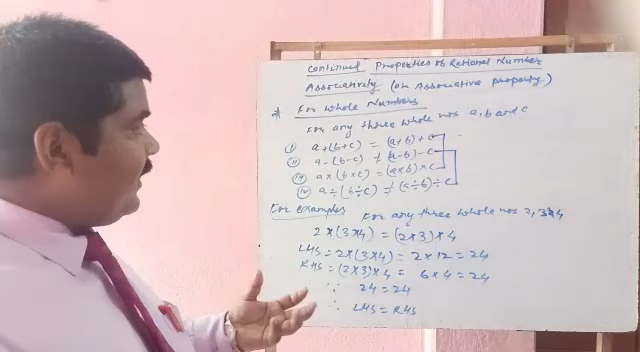 Continued Properties of Rational Number
Associativity (or Associative property)
* For whole Numbers
For any three whole nos a, b and c
(i) a+(b+c) = (a+b)+c
(ii) a-(b-c) ≠ (a-b)-c
(iii) a×(b×c) = (a×b)×c
(iv) a÷(b÷c) ≠ (a÷b)÷c
For examples For any three whole nos 2, 3 & 4
2×(3×4) = (2×3)×4
LHS = 2×(3×4) = 2×12 = 24
RHS = (2×3)×4 = 6×4 = 24
∵ 24 = 24
∴ LHS = RHS